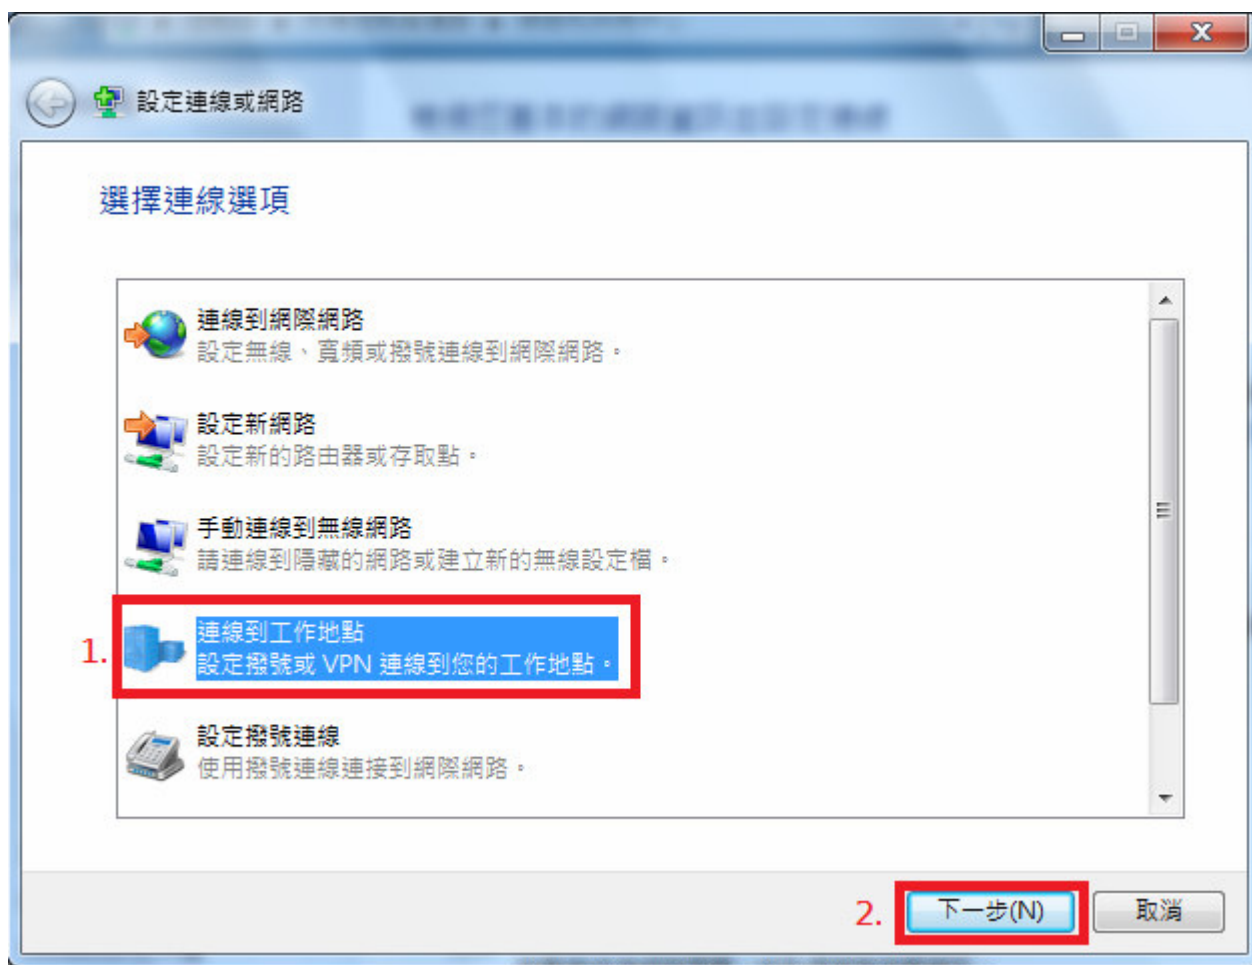 設定連線或網路
選擇連線選項
連線到網際網路
設定無線、寬頻或撥號連線到網際網路。
設定新網路
設定新的路由器或存取點。
手動連線到無線網路
請連線到隱藏的網路或建立新的無線設定檔。
1.
連線到工作地點
設定撥號或 VPN 連線到您的工作地點。
設定撥號連線
使用撥號連線連接到網際網路。
2. 下一步(N) 取消